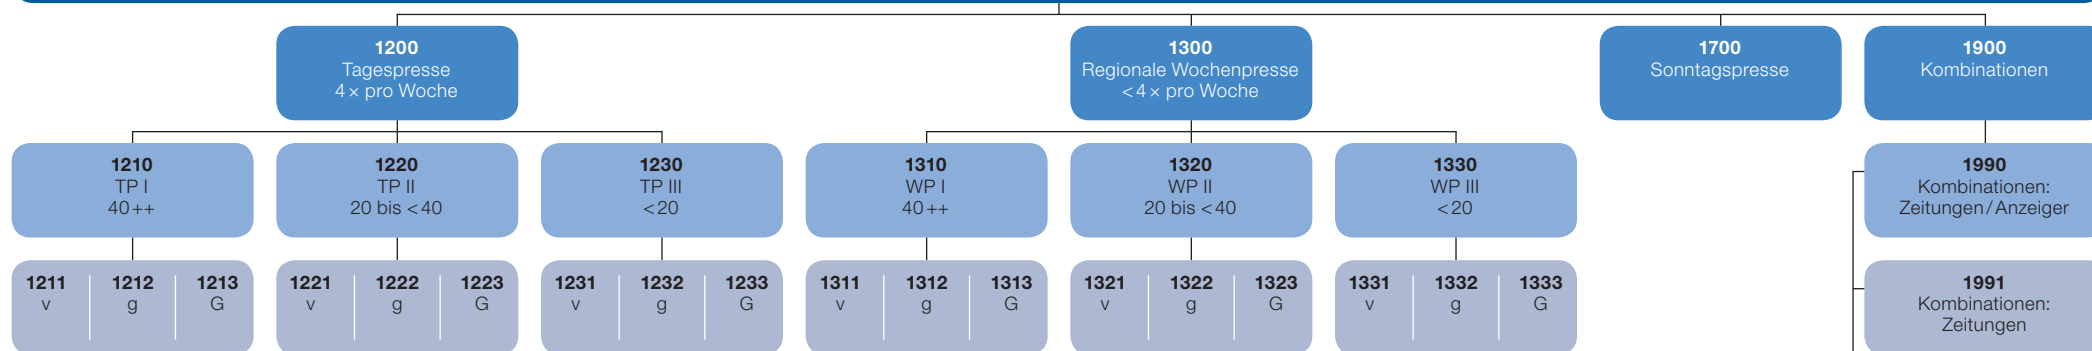 1200
Tagespresse
4 × pro Woche
1300
Regionale Wochenpresse
< 4 × pro Woche
1700
Sonntagspresse
1900
Kombinationen
1210
TP I
40 ++
1220
TP II
20 bis < 40
1230
TP III
< 20
1310
WP I
40 ++
1320
WP II
20 bis < 40
1330
WP III
< 20
1990
Kombinationen:
Zeitungen / Anzeiger
1211
v
1212
g
1213
G
1221
v
1222
g
1223
G
1231
v
1232
g
1233
G
1311
v
1312
g
1313
G
1321
v
1322
g
1323
G
1331
v
1332
g
1333
G
1991
Kombinationen:
Zeitungen